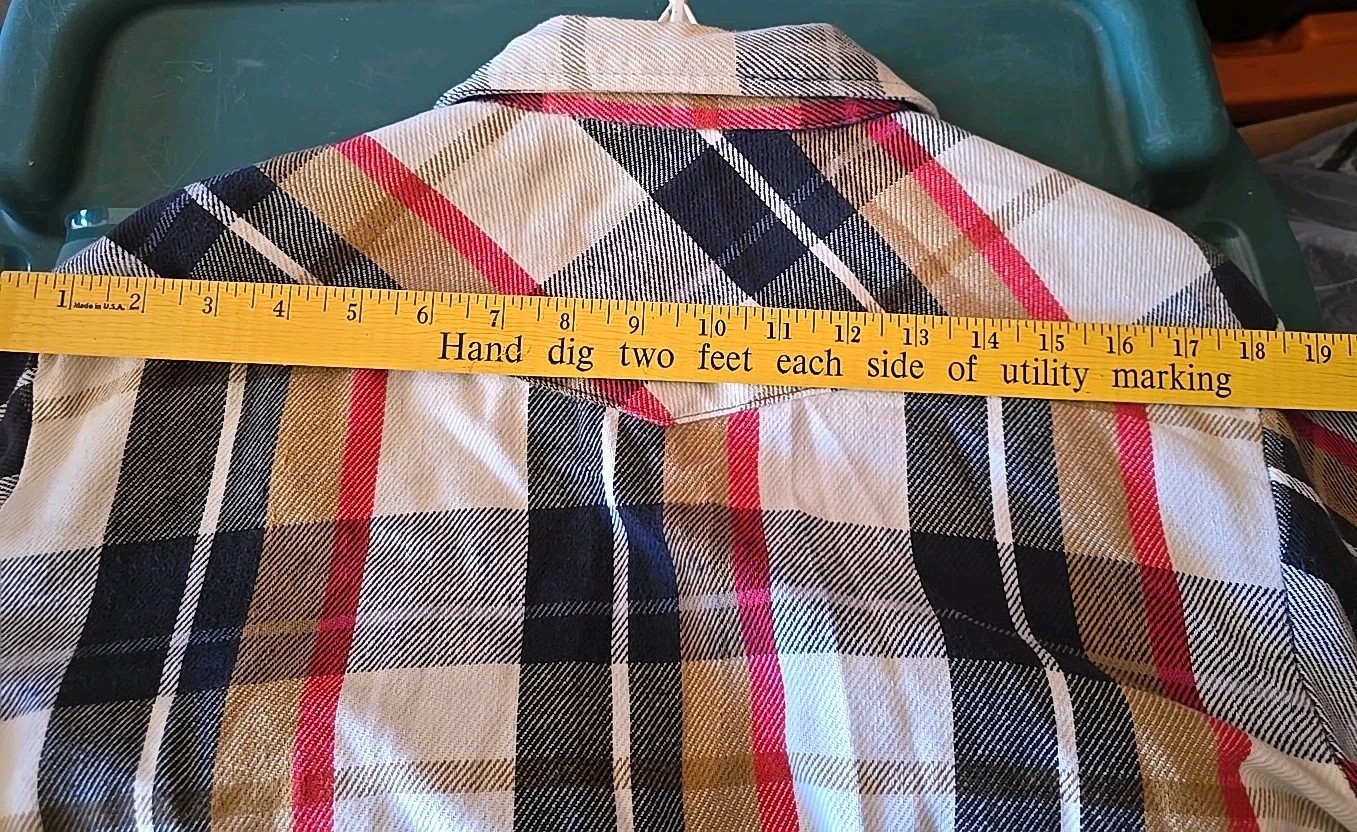 1 Made in U.S.A. 2 3 4 5 6 7 8 9 10 11 12 13 14 15 16 17 18 19
Hand dig two feet each side of utility marking